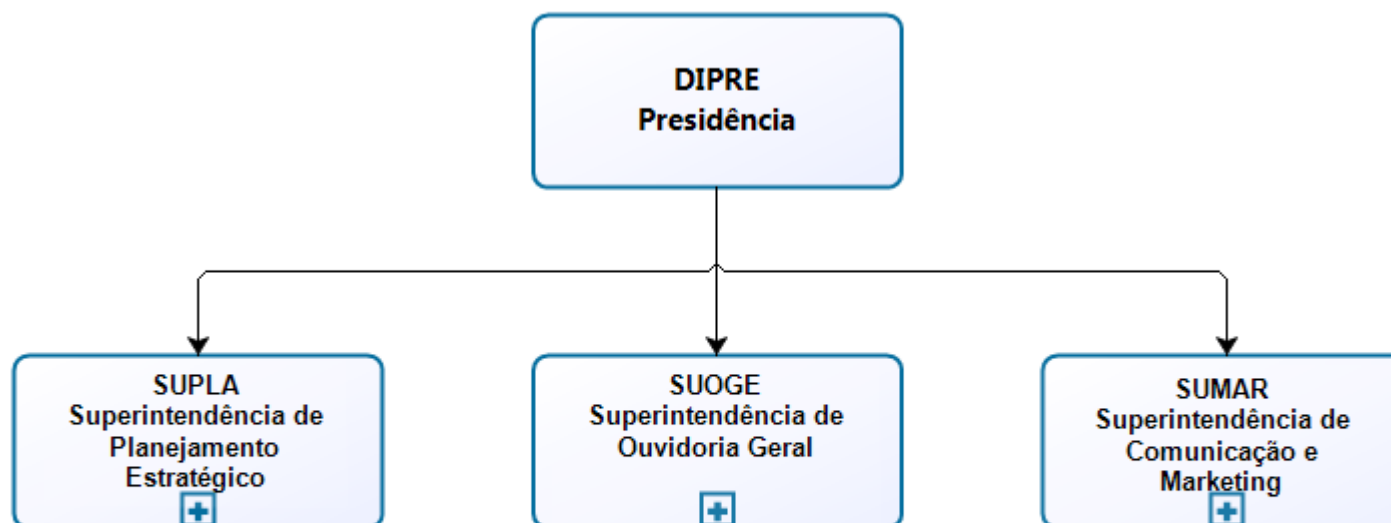 DIPRE
Presidência
SUPLA
Superintendência de
Planejamento
Estratégico
SUOGE
Superintendência de
Ouvidoria Geral
SUMAR
Superintendência de
Comunicação e
Marketing